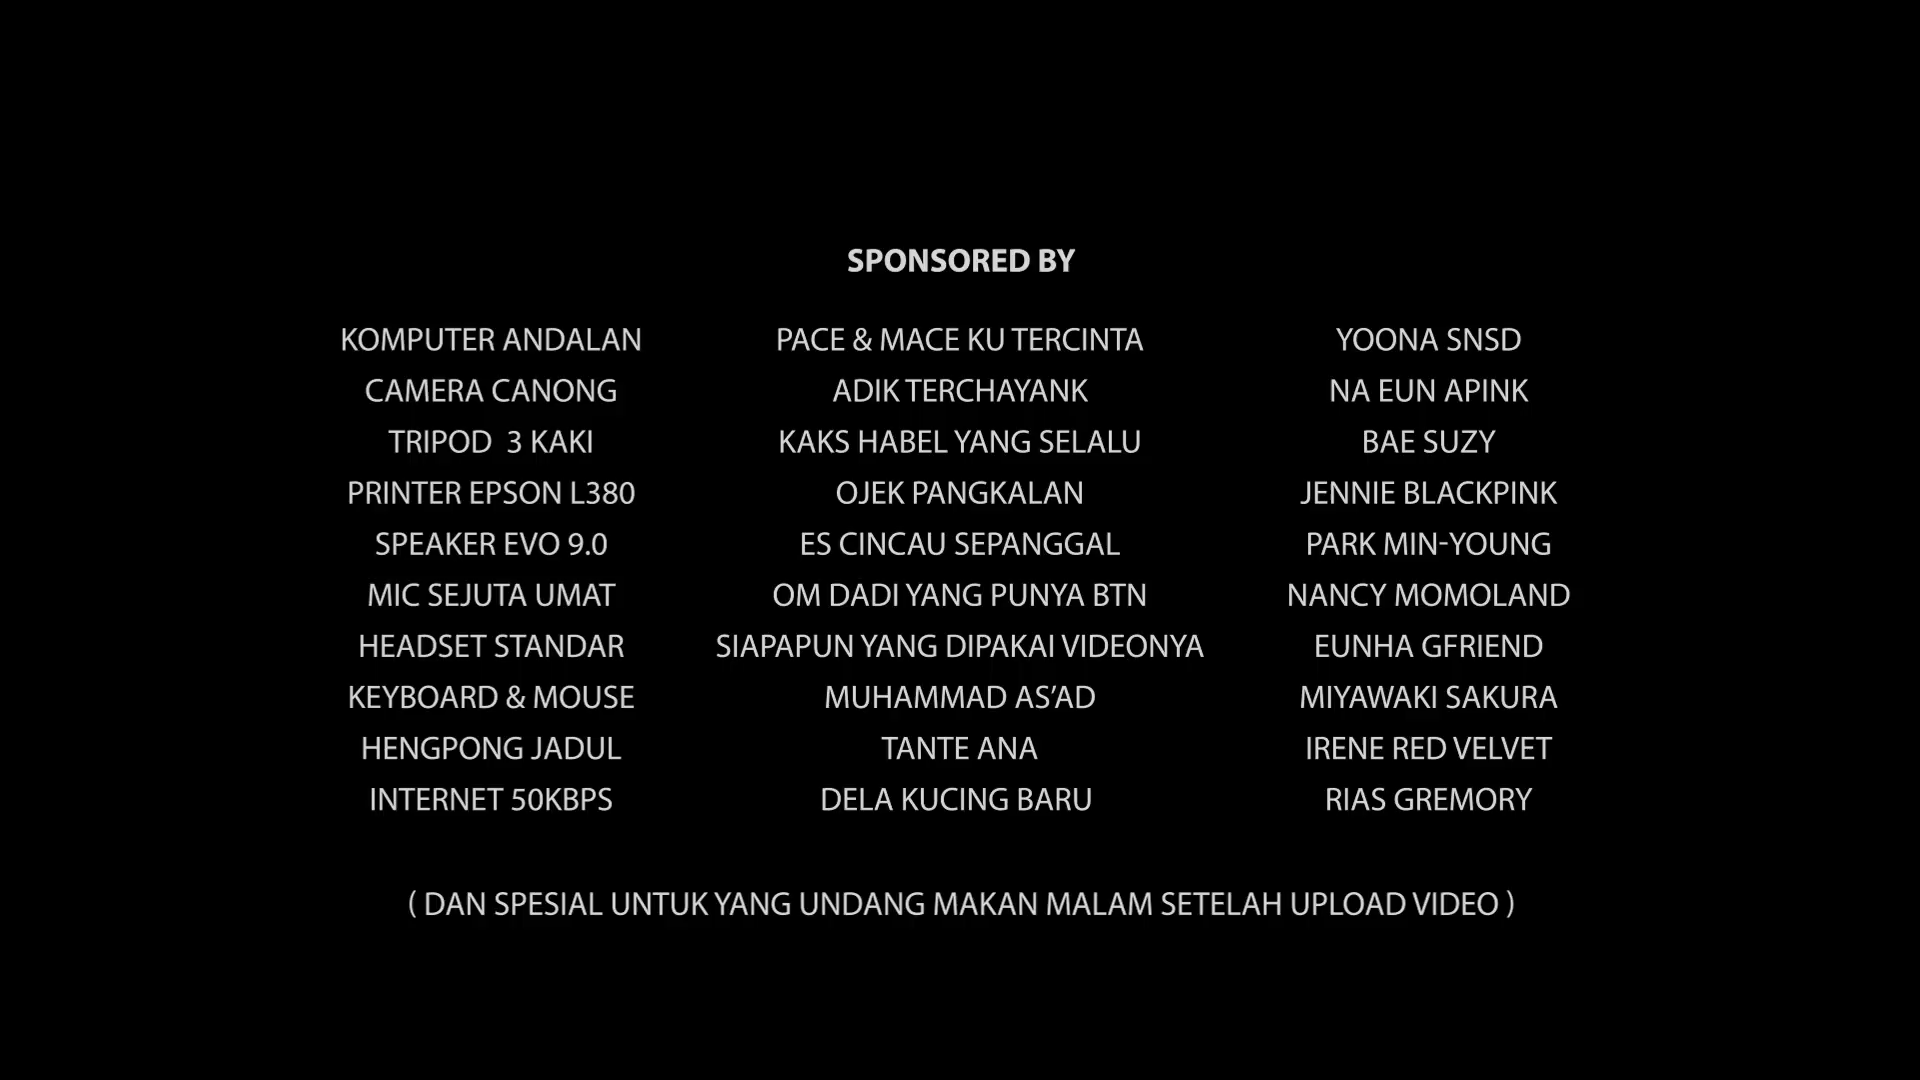 SPONSORED BY
KOMPUTER ANDALAN
CAMERA CANONG
TRIPOD  3 KAKI
PRINTER EPSON L380
SPEAKER EVO 9.0
MIC SEJUTA UMAT
HEADSET STANDAR
KEYBOARD & MOUSE
HENGPONG JADUL
INTERNET 50KBPS
PACE & MACE KU TERCINTA
ADIK TERCHAYANK
KAKS HABEL YANG SELALU
OJEK PANGKALAN
ES CINCAU SEPANGGAL
OM DADI YANG PUNYA BTN
SIAPAPUN YANG DIPAKAI VIDEONYA
MUHAMMAD AS’AD
TANTE ANA
DELA KUCING BARU
YOONA SNSD
NA EUN APINK
BAE SUZY
JENNIE BLACKPINK
PARK MIN-YOUNG
NANCY MOMOLAND
EUNHA GFRIEND
MIYAWAKI SAKURA
IRENE RED VELVET
RIAS GREMORY
( DAN SPESIAL UNTUK YANG UNDANG MAKAN MALAM SETELAH UPLOAD VIDEO )